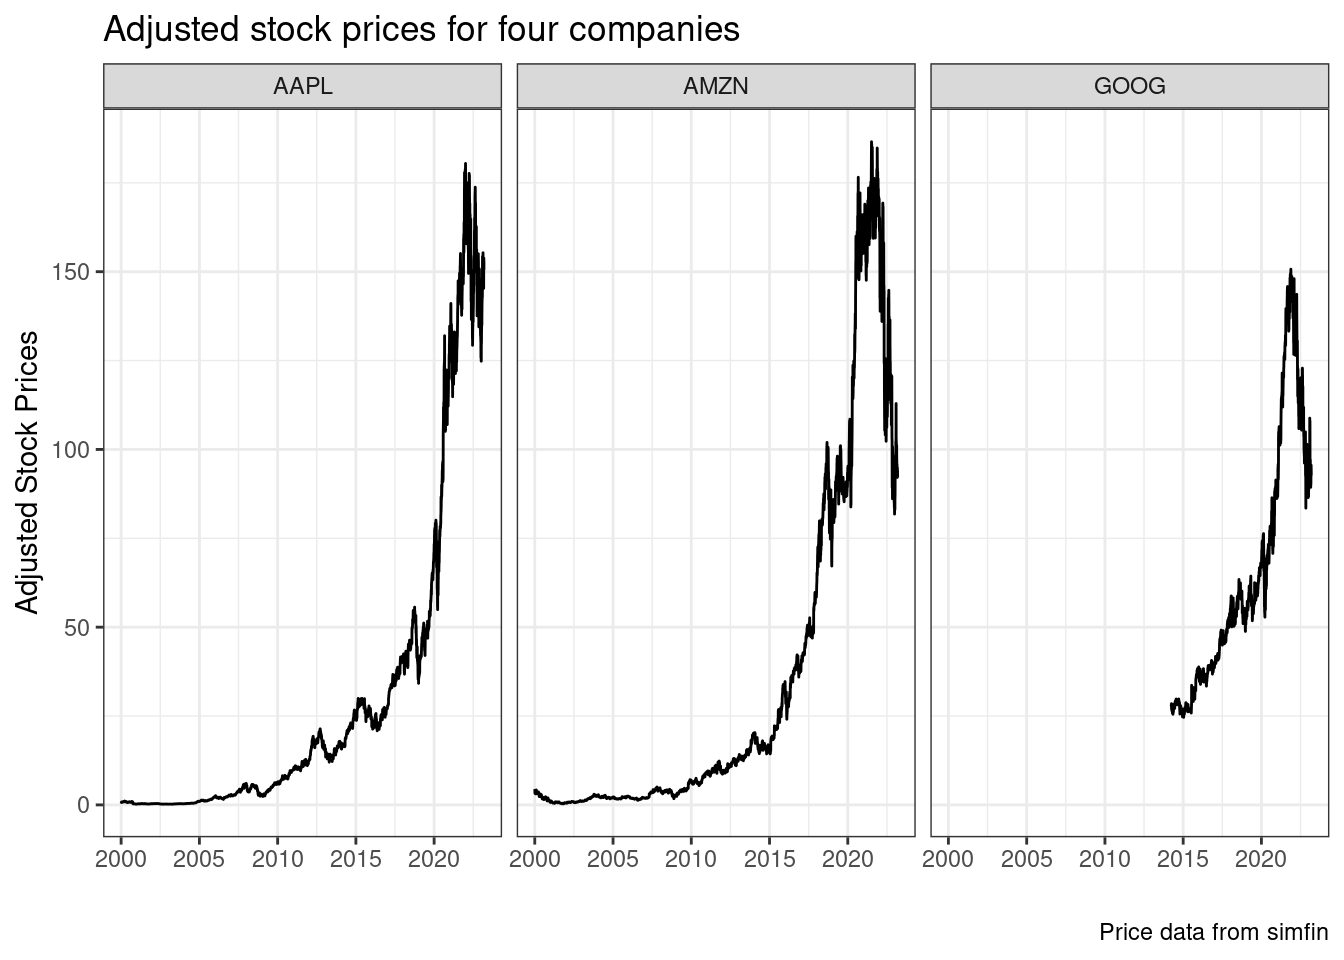 Adjusted stock prices for four companies
AAPL AMZN GOOG
Adjusted Stock Prices
150
100
50
0
2000 2005 2010 2015 2020 2000 2005 2010 2015 2020 2000 2005 2010 2015 2020
Price data from simfin